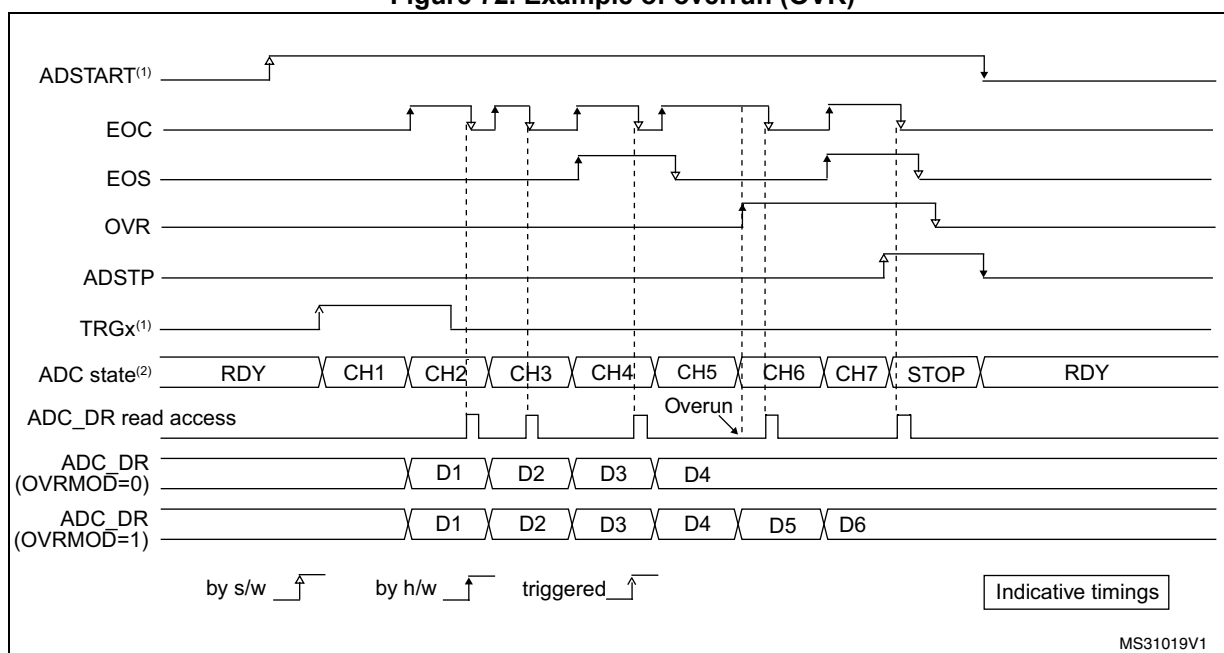 Figure 72. Example of overrun (OVR)
ADSTART(1)
EOC
EOS
OVR
ADSTP
TRGx(1)
ADC state(2) RDY CH1 CH2 CH3 CH4 CH5 CH6 CH7 STOP RDY
ADC_DR read access Overun
ADC_DR
(OVRMOD=0) D1 D2 D3 D4
ADC_DR
(OVRMOD=1) D1 D2 D3 D4 D5 D6
by s/w by h/w triggered Indicative timings
MS31019V1